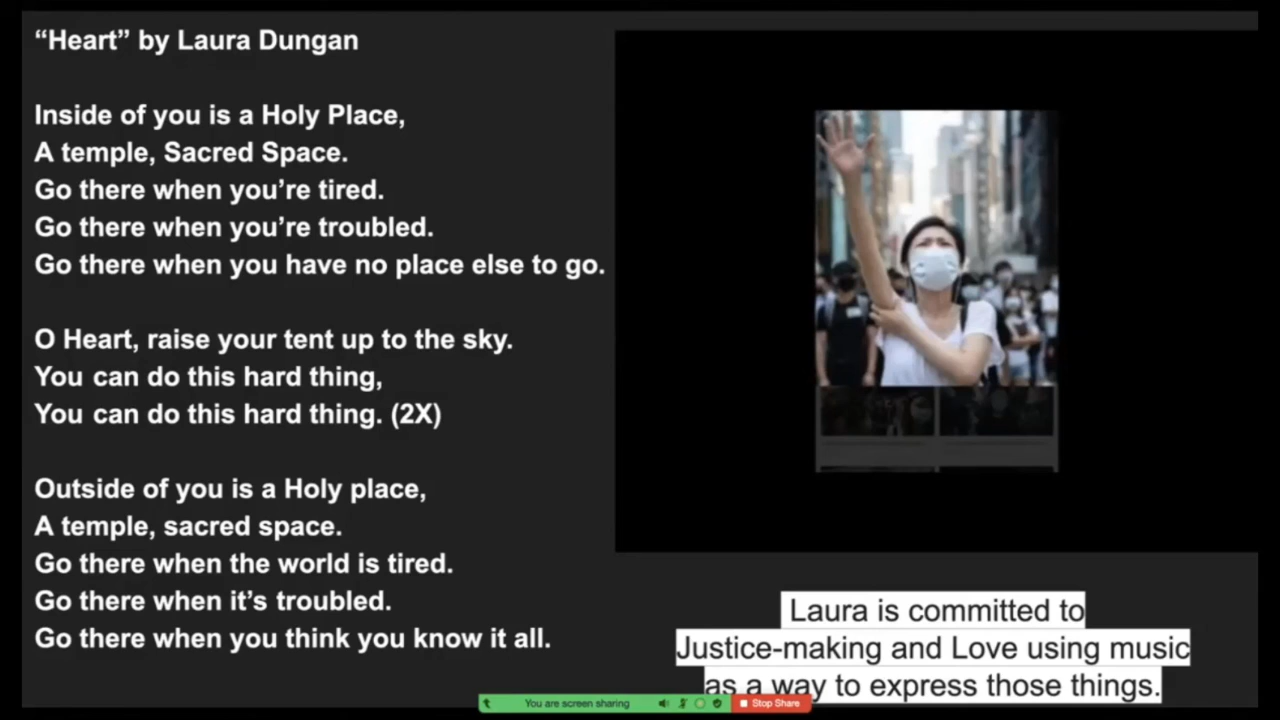 “Heart” by Laura Dungan
Inside of you is a Holy Place,
A temple, Sacred Space.
Go there when you’re tired.
Go there when you’re troubled.
Go there when you have no place else to go.
O Heart, raise your tent up to the sky.
You can do this hard thing,
You can do this hard thing. (2X)
Outside of you is a Holy place,
A temple, sacred space.
Go there when the world is tired.
Go there when it’s troubled.
Go there when you think you know it all.
Laura is committed to
Justice-making and Love using music
as a way to express those things.
You are screen sharing
Stop Share